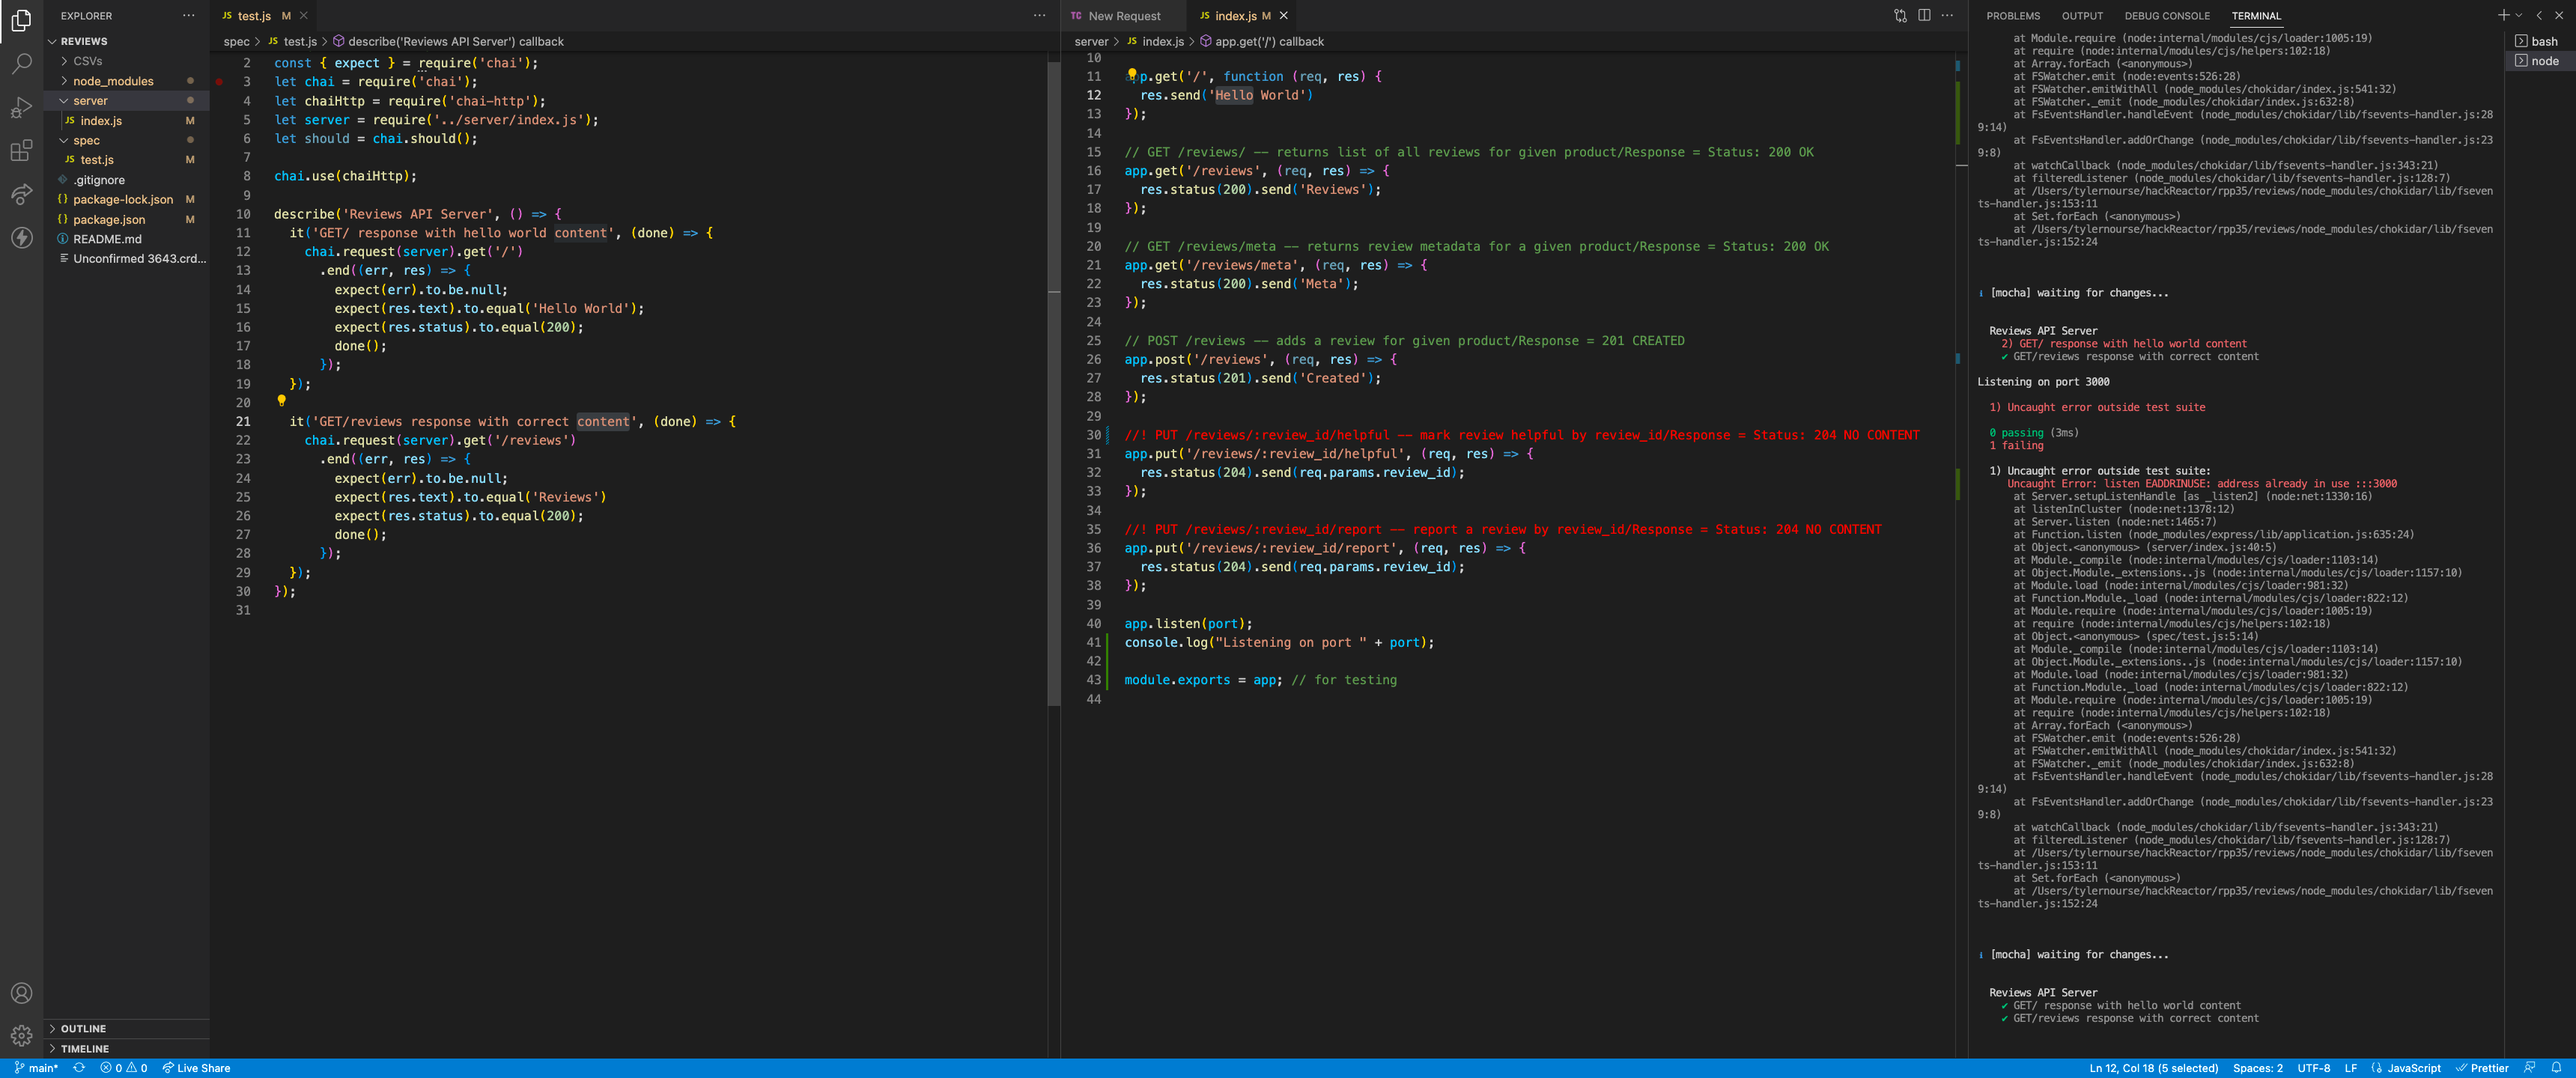 EXPLORER
REVIEWS
CSVs
node_modules
server
JS index.js M
spec
JS test.js M
.gitignore
{} package-lock.json M
{} package.json M
README.md
Unconfirmed 3643.crd...
OUTLINE
TIMELINE
JS test.js M
spec > JS test.js > describe('Reviews API Server') callback
2 const { expect } = require('chai');
3 let chai = require('chai');
4 let chaiHttp = require('chai-http');
5 let server = require('../server/index.js');
6 let should = chai.should();
7
8 chai.use(chaiHttp);
9
10 describe('Reviews API Server', () => {
11 it('GET/ response with hello world content', (done) => {
12 chai.request(server).get('/')
13 .end((err, res) => {
14 expect(err).to.be.null;
15 expect(res.text).to.equal('Hello World');
16 expect(res.status).to.equal(200);
17 done();
18 });
19 });
20
21 it('GET/reviews response with correct content', (done) => {
22 chai.request(server).get('/reviews')
23 .end((err, res) => {
24 expect(err).to.be.null;
25 expect(res.text).to.equal('Reviews')
26 expect(res.status).to.equal(200);
27 done();
28 });
29 });
30 });
31
TC New Request
JS index.js M
server > JS index.js > app.get('/') callback
10
11 app.get('/', function (req, res) {
12 res.send('Hello World')
13 });
14
15 // GET /reviews/ -- returns list of all reviews for given product/Response = Status: 200 OK
16 app.get('/reviews', (req, res) => {
17 res.status(200).send('Reviews');
18 });
19
20 // GET /reviews/meta -- returns review metadata for a given product/Response = Status: 200 OK
21 app.get('/reviews/meta', (req, res) => {
22 res.status(200).send('Meta');
23 });
24
25 // POST /reviews -- adds a review for given product/Response = 201 CREATED
26 app.post('/reviews', (req, res) => {
27 res.status(201).send('Created');
28 });
29
30 //! PUT /reviews/:review_id/helpful -- mark review helpful by review_id/Response = Status: 204 NO CONTENT
31 app.put('/reviews/:review_id/helpful', (req, res) => {
32 res.status(204).send(req.params.review_id);
33 });
34
35 //! PUT /reviews/:review_id/report -- report a review by review_id/Response = Status: 204 NO CONTENT
36 app.put('/reviews/:review_id/report', (req, res) => {
37 res.status(204).send(req.params.review_id);
38 });
39
40 app.listen(port);
41 console.log("Listening on port " + port);
42
43 module.exports = app; // for testing
44
PROBLEMS OUTPUT DEBUG CONSOLE TERMINAL
bash
node
at Module.require (node:internal/modules/cjs/loader:1005:19)
at require (node:internal/modules/cjs/helpers:102:18)
at Array.forEach (<anonymous>)
at FSWatcher.emit (node:events:526:28)
at FSWatcher.emitWithAll (node_modules/chokidar/index.js:541:32)
at FSWatcher._emit (node_modules/chokidar/index.js:632:8)
at FsEventsHandler.handleEvent (node_modules/chokidar/lib/fsevents-handler.js:28
9:14)
at FsEventsHandler.addOrChange (node_modules/chokidar/lib/fsevents-handler.js:23
9:8)
at watchCallback (node_modules/chokidar/lib/fsevents-handler.js:343:21)
at filteredListener (node_modules/chokidar/lib/fsevents-handler.js:128:7)
at /Users/tylernourse/hackReactor/rpp35/reviews/node_modules/chokidar/lib/fseven
ts-handler.js:153:11
at Set.forEach (<anonymous>)
at /Users/tylernourse/hackReactor/rpp35/reviews/node_modules/chokidar/lib/fseven
ts-handler.js:152:24
i [mocha] waiting for changes...
Reviews API Server
2) GET/ response with hello world content
✔ GET/reviews response with correct content
Listening on port 3000
1) Uncaught error outside test suite
0 passing (3ms)
1 failing
1) Uncaught error outside test suite:
Uncaught Error: listen EADDRINUSE: address already in use :::3000
at Server.setupListenHandle [as _listen2] (node:net:1330:16)
at listenInCluster (node:net:1378:12)
at Server.listen (node:net:1465:7)
at Function.listen (node_modules/express/lib/application.js:635:24)
at Object.<anonymous> (server/index.js:40:5)
at Module._compile (node:internal/modules/cjs/loader:1103:14)
at Object.Module._extensions..js (node:internal/modules/cjs/loader:1157:10)
at Module.load (node:internal/modules/cjs/loader:981:32)
at Function.Module._load (node:internal/modules/cjs/loader:822:12)
at Module.require (node:internal/modules/cjs/loader:1005:19)
at require (node:internal/modules/cjs/helpers:102:18)
at Object.<anonymous> (spec/test.js:5:14)
at Module._compile (node:internal/modules/cjs/loader:1103:14)
at Object.Module._extensions..js (node:internal/modules/cjs/loader:1157:10)
at Module.load (node:internal/modules/cjs/loader:981:32)
at Function.Module._load (node:internal/modules/cjs/loader:822:12)
at Module.require (node:internal/modules/cjs/loader:1005:19)
at require (node:internal/modules/cjs/helpers:102:18)
at Array.forEach (<anonymous>)
at FSWatcher.emit (node:events:526:28)
at FSWatcher.emitWithAll (node_modules/chokidar/index.js:541:32)
at FSWatcher._emit (node_modules/chokidar/index.js:632:8)
at FsEventsHandler.handleEvent (node_modules/chokidar/lib/fsevents-handler.js:28
9:14)
at FsEventsHandler.addOrChange (node_modules/chokidar/lib/fsevents-handler.js:23
9:8)
at watchCallback (node_modules/chokidar/lib/fsevents-handler.js:343:21)
at filteredListener (node_modules/chokidar/lib/fsevents-handler.js:128:7)
at /Users/tylernourse/hackReactor/rpp35/reviews/node_modules/chokidar/lib/fseven
ts-handler.js:153:11
at Set.forEach (<anonymous>)
at /Users/tylernourse/hackReactor/rpp35/reviews/node_modules/chokidar/lib/fseven
ts-handler.js:152:24
i [mocha] waiting for changes...
Reviews API Server
✔ GET/ response with hello world content
✔ GET/reviews response with correct content
main* 0 0 Live Share
Ln 12, Col 18 (5 selected) Spaces: 2 UTF-8 LF JavaScript Prettier